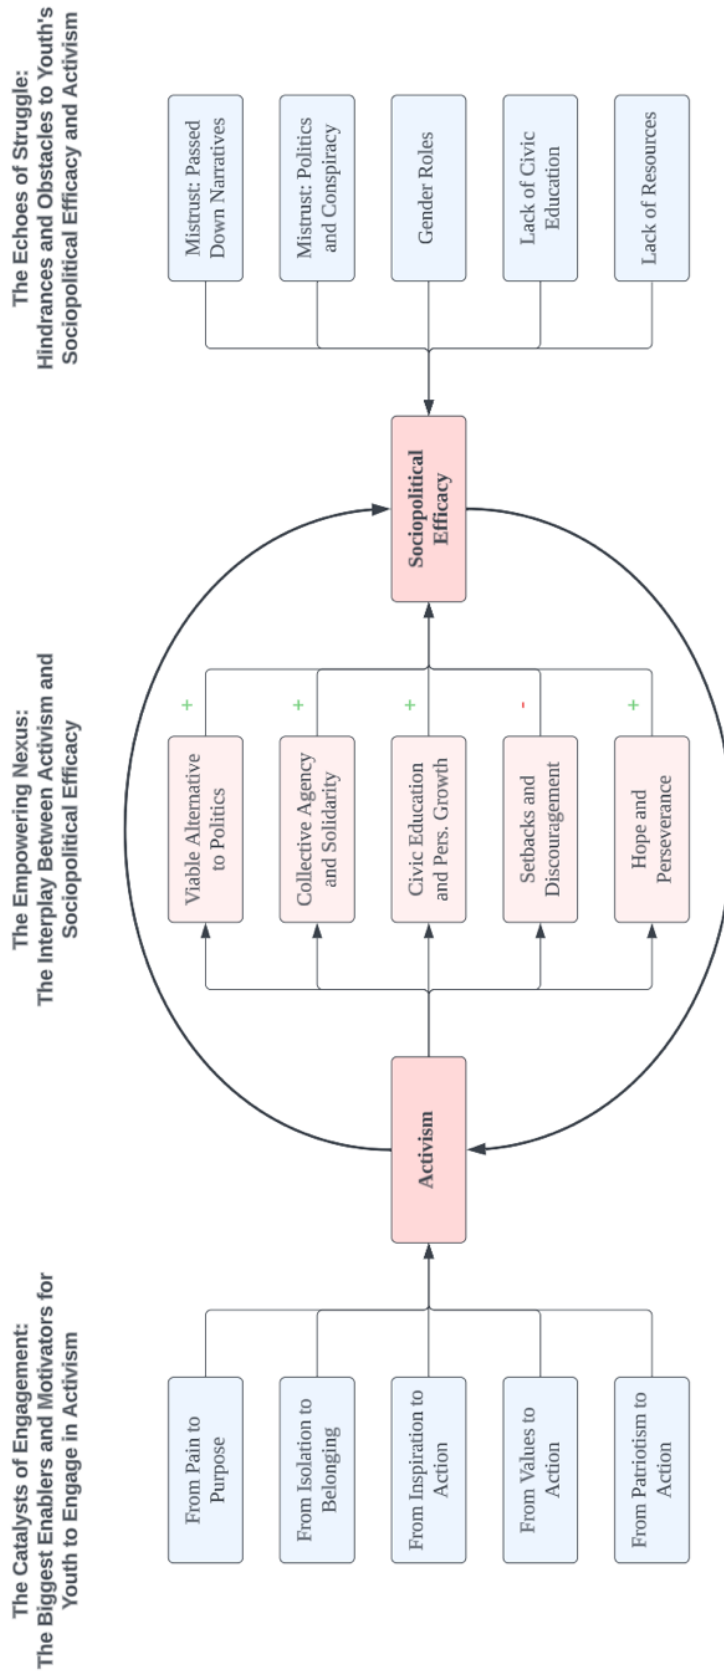 The Catalysts of Engagement:
The Biggest Enablers and Motivators for
Youth to Engage in Activism
From Pain to
Purpose
From Isolation to
Belonging
From Inspiration to
Action
From Values to
Action
From Patriotism to
Action
Activism
The Empowering Nexus:
The Interplay Between Activism and
Sociopolitical Efficacy
Viable Alternative
to Politics
+
Collective Agency
and Solidarity
+
Civic Education
and Pers. Growth
+
Setbacks and
Discouragement
-
Hope and
Perseverance
+
Sociopolitical
Efficacy
The Echoes of Struggle:
Hindrances and Obstacles to Youth's
Sociopolitical Efficacy and Activism
Mistrust: Passed
Down Narratives
Mistrust: Politics
and Conspiracy
Gender Roles
Lack of Civic
Education
Lack of Resources